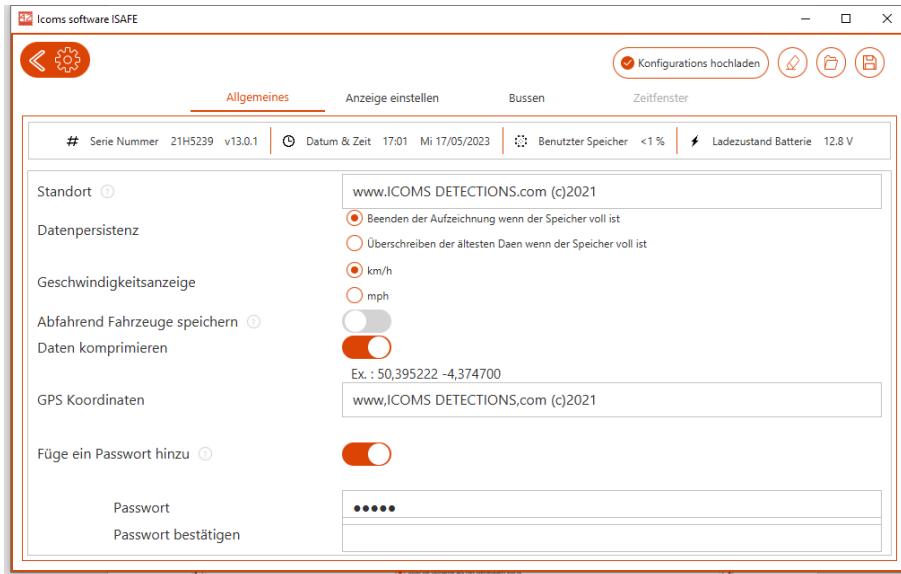 Icoms software ISAFE
Konfigurations hochladen
Allgemeines Anzeige einstellen Bussen Zeitfenster
# Serie Nummer 21H5239 v13.0.1 Datum & Zeit 17:01 Mi 17/05/2023 Benutzter Speicher <1 % Ladezustand Batterie 12.8 V
Standort ? www.ICOMS DETECTIONS.com (c)2021
Datenpersistenz
Beenden der Aufzeichnung wenn der Speicher voll ist
Überschreiben der ältesten Daen wenn der Speicher voll ist
Geschwindigkeitsanzeige
km/h
mph
Abfahrend Fahrzeuge speichern ?
Daten komprimieren
Ex. : 50,395222 -4,374700
GPS Koordinaten www,ICOMS DETECTIONS,com (c)2021
Füge ein Passwort hinzu ?
Passwort •••••
Passwort bestätigen